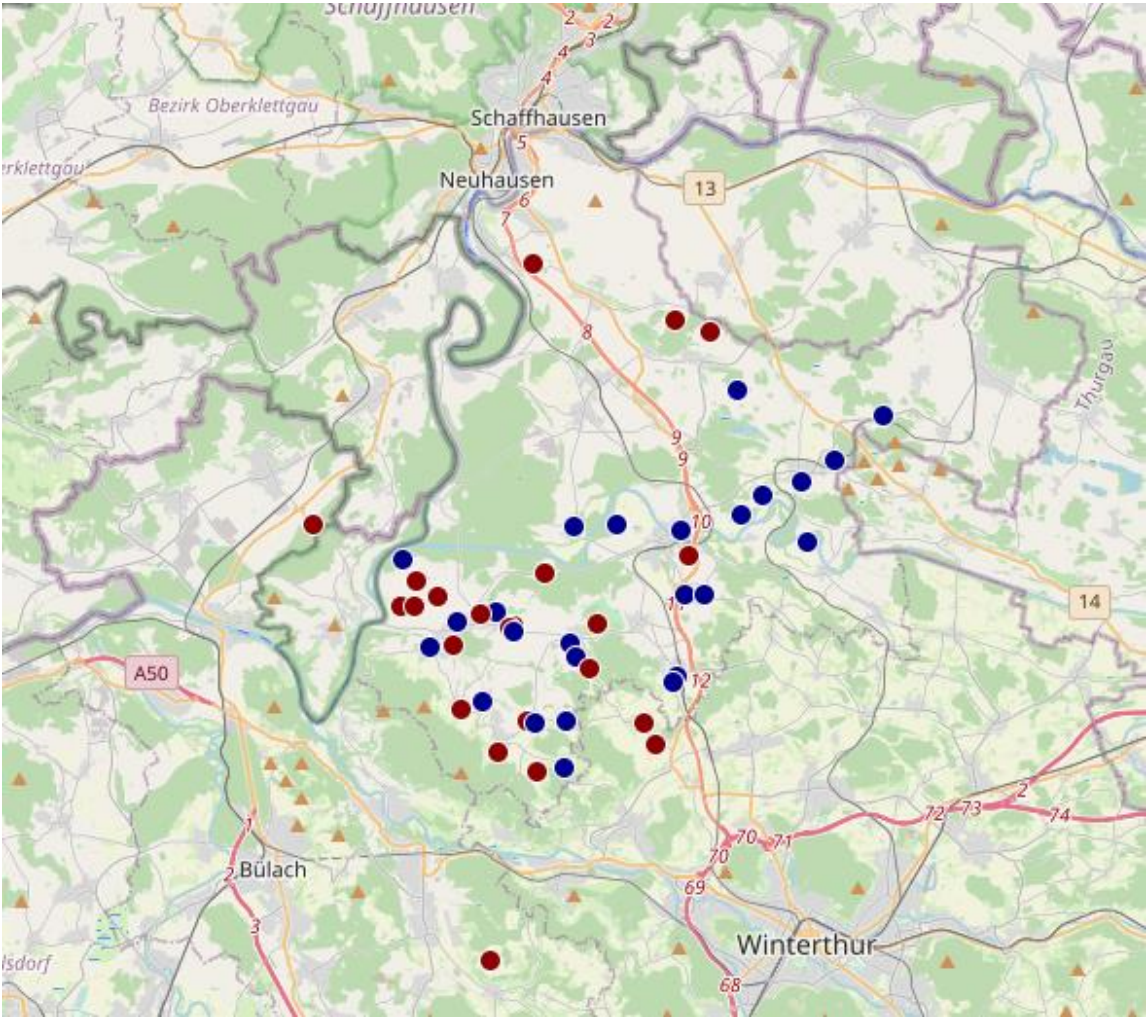 Schaffhausen
2
2
3
4
4
Bezirk Oberklettgau
Schaffhausen
5
erklettgau
Neuhausen
13
6
7
8
Thurgau
9
9
10
14
A50
12
1
2
72
73
74
70
71
70
2
Bülach
69
3
Winterthur
lsdorf
68